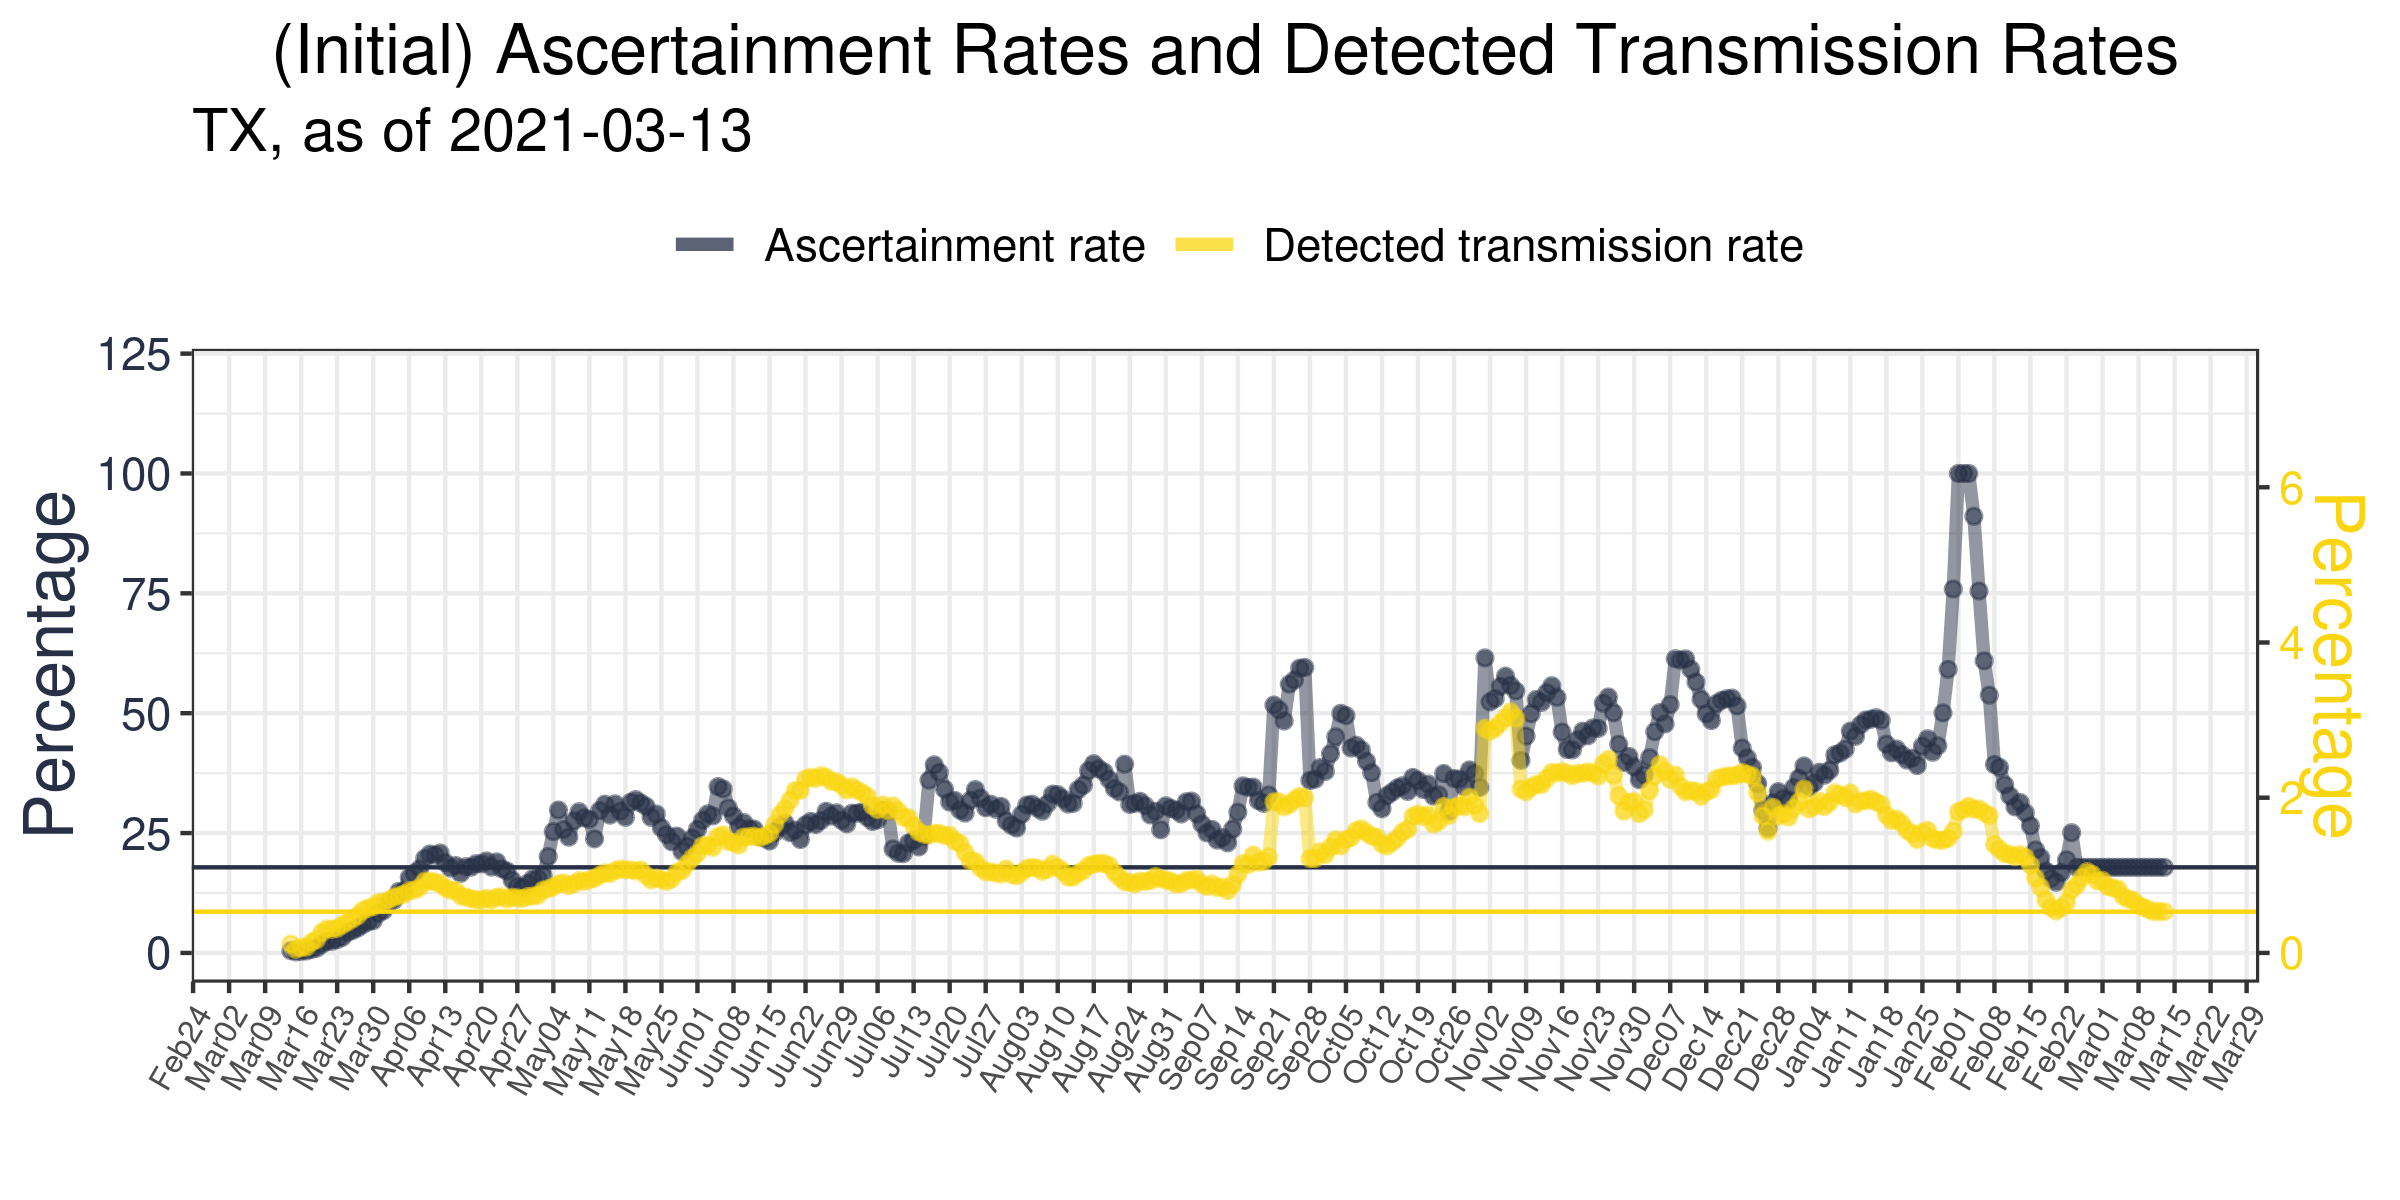 (Initial) Ascertainment Rates and Detected Transmission Rates
TX, as of 2021-03-13
Ascertainment rate
Detected transmission rate
Percentage
125
100
75
50
25
0
6
4
2
0
Percentage
Feb24
Mar02
Mar09
Mar16
Mar23
Mar30
Apr06
Apr13
Apr20
Apr27
May04
May11
May18
May25
Jun01
Jun08
Jun15
Jun22
Jun29
Jul06
Jul13
Jul20
Jul27
Aug03
Aug10
Aug17
Aug24
Aug31
Sep07
Sep14
Sep21
Sep28
Oct05
Oct12
Oct19
Oct26
Nov02
Nov09
Nov16
Nov23
Nov30
Dec07
Dec14
Dec21
Dec28
Jan04
Jan11
Jan18
Jan25
Feb01
Feb08
Feb15
Feb22
Mar01
Mar08
Mar15
Mar22
Mar29